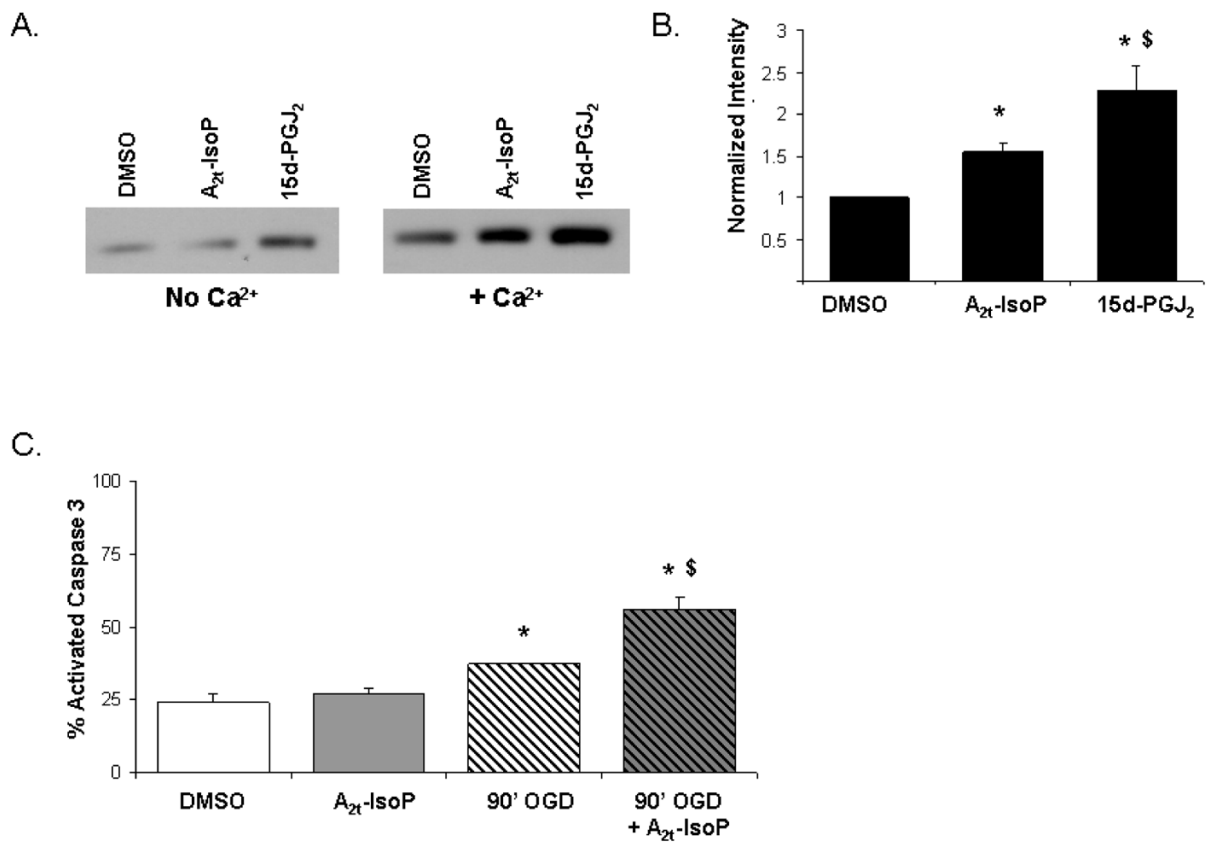 A.
DMSO
A2t-IsoP
15d-PGJ2
DMSO
A2t-IsoP
15d-PGJ2
No Ca2+
+ Ca2+
B.
Normalized Intensity
3
2.5
2
1.5
1
0.5
*
* $
DMSO
A2t-IsoP
15d-PGJ2
C.
% Activated Caspase 3
100
75
50
25
0
*
* $
DMSO
A2t-IsoP
90' OGD
90' OGD
+ A2t-IsoP